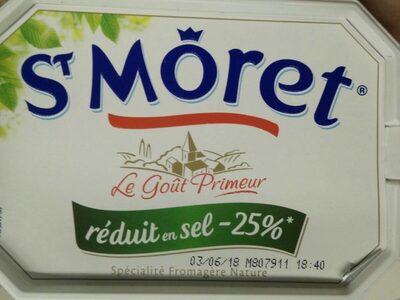 St Môret®
Le Goût Primeur
réduit en sel -25%*
03/06/18 M807911 18:40
Spécialité Fromagère Nature